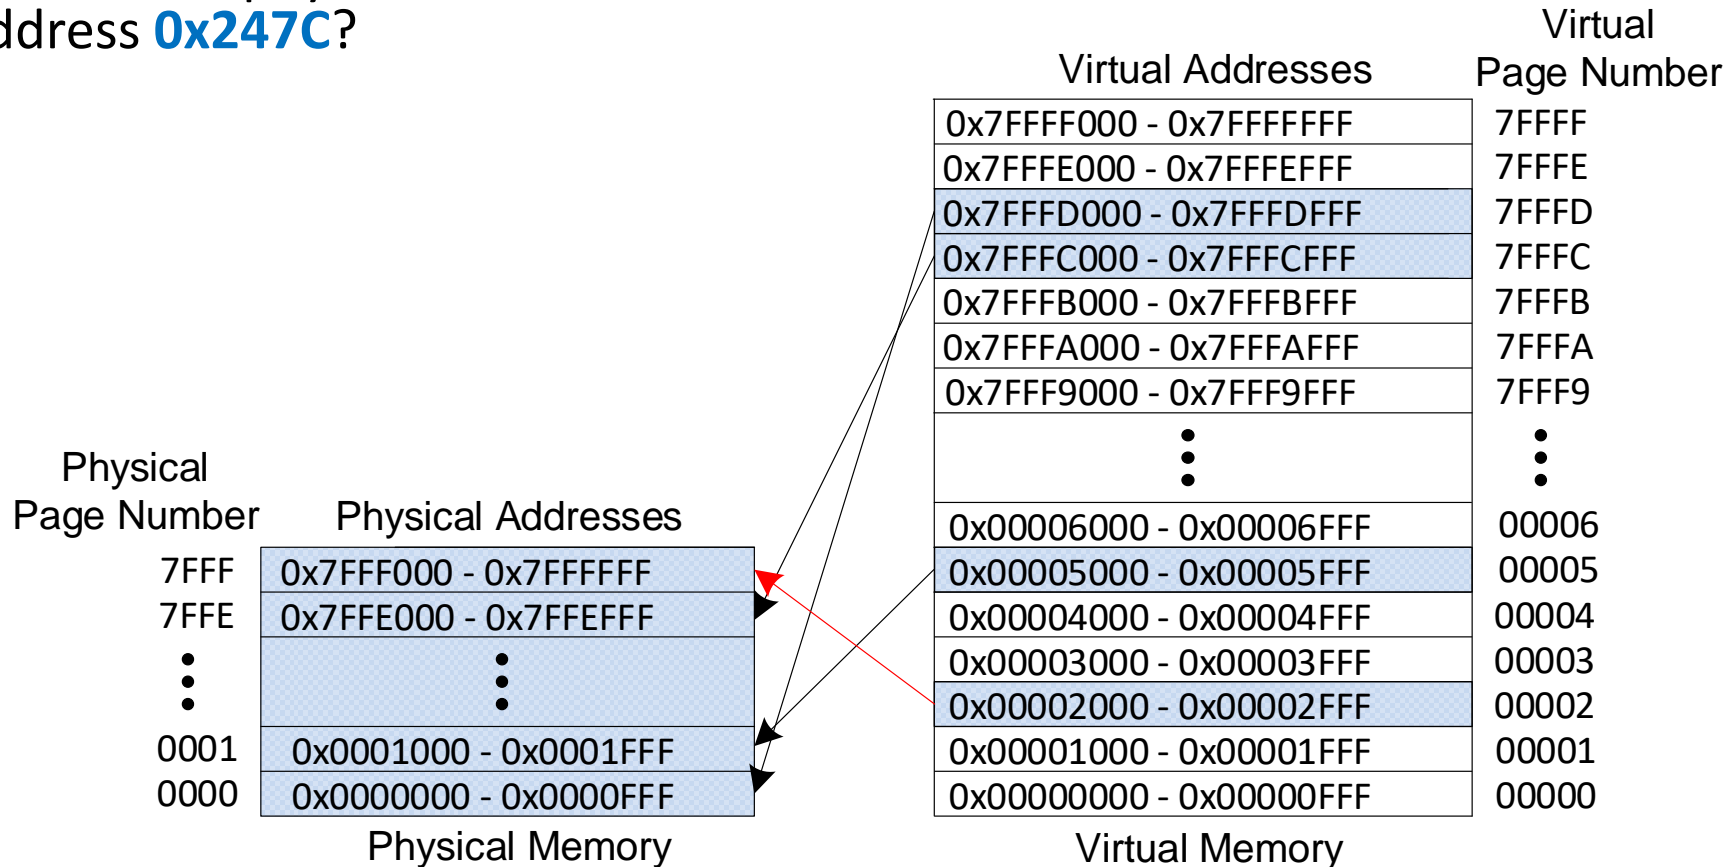 address 0x247C?
Virtual
Page Number
Virtual Addresses
0x7FFFF000 - 0x7FFFFFFF 7FFFF
0x7FFFE000 - 0x7FFFEFFF 7FFFE
0x7FFFD000 - 0x7FFFDFFF 7FFFD
0x7FFFC000 - 0x7FFFCFFF 7FFFC
0x7FFFB000 - 0x7FFFBFFF 7FFFB
0x7FFFA000 - 0x7FFFAFFF 7FFFA
0x7FFF9000 - 0x7FFF9FFF 7FFF9
0x00006000 - 0x00006FFF 00006
0x00005000 - 0x00005FFF 00005
0x00004000 - 0x00004FFF 00004
0x00003000 - 0x00003FFF 00003
0x00002000 - 0x00002FFF 00002
0x00001000 - 0x00001FFF 00001
0x00000000 - 0x00000FFF 00000
Virtual Memory
Physical
Page Number
Physical Addresses
7FFF 0x7FFF000 - 0x7FFFFFF
7FFE 0x7FFE000 - 0x7FFEFFF
0001 0x0001000 - 0x0001FFF
0000 0x0000000 - 0x0000FFF
Physical Memory